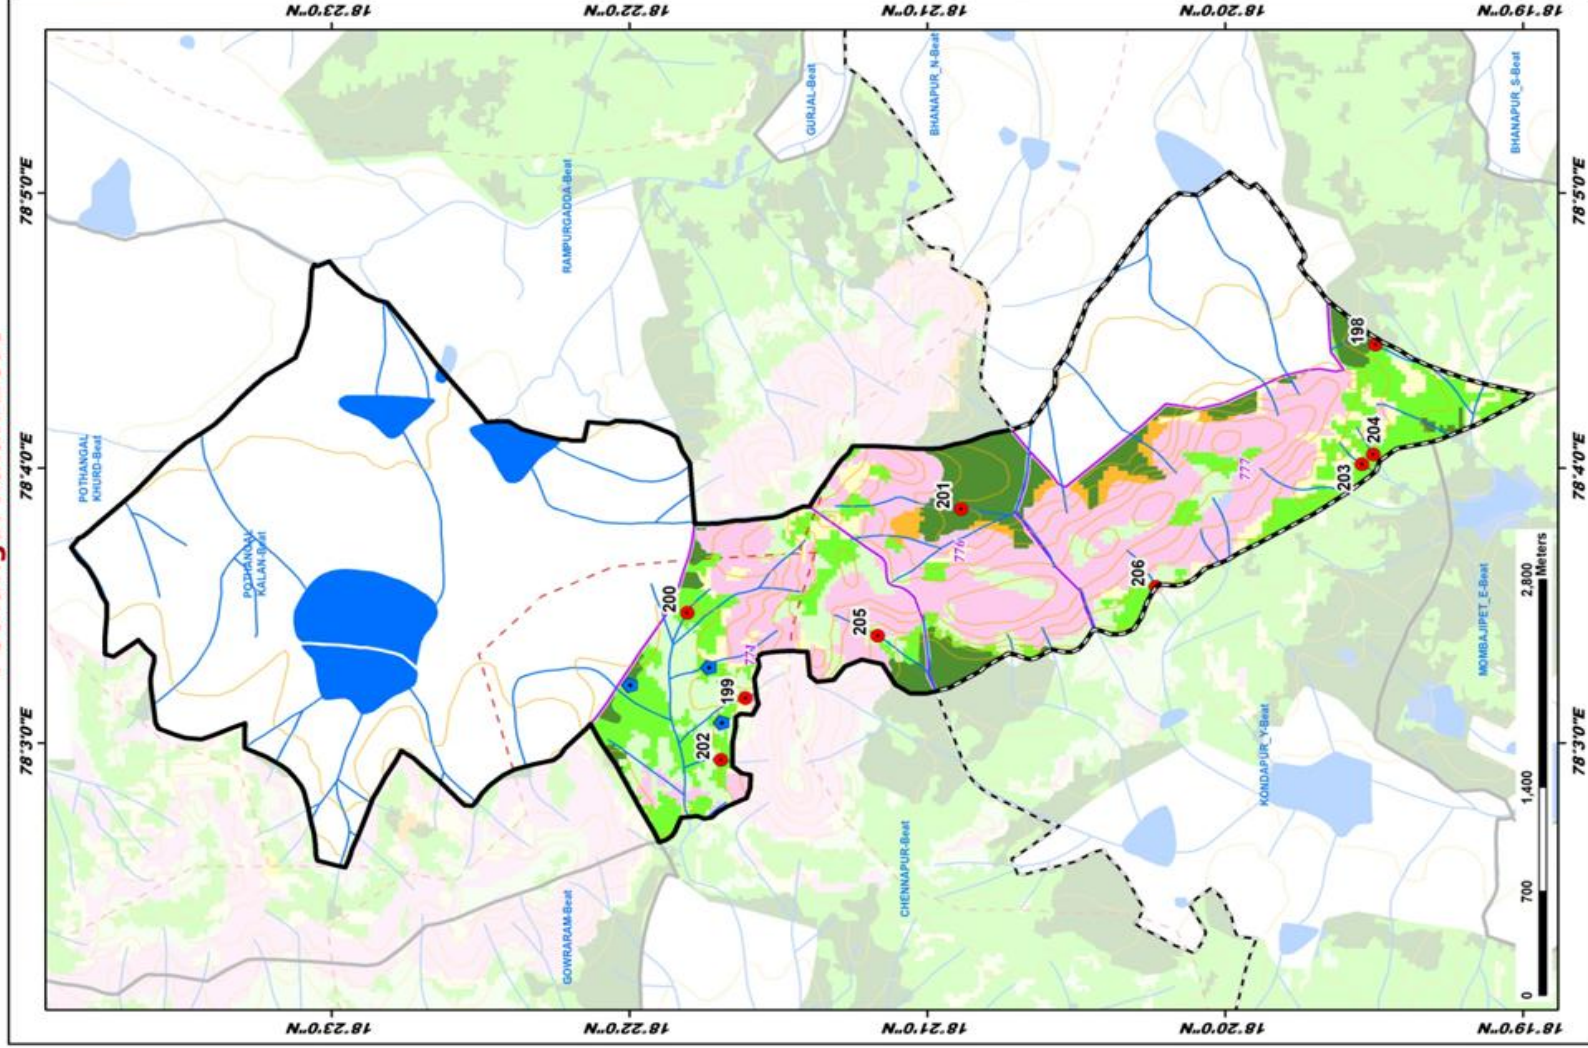 78°3'0"E
78°4'0"E
78°5'0"E
18°23'0"N
18°23'0"N
18°22'0"N
18°22'0"N
18°21'0"N
18°21'0"N
18°20'0"N
18°20'0"N
18°19'0"N
18°19'0"N
POTHANGAL
KHURD-Beat
POTHANGAL
KALAN-Beat
RAMPURGADDA-Beat
GOWRARAM-Beat
GURJAL-Beat
BHANAPUR_N-Beat
CHENNAPUR-Beat
KONDAPUR_Y-Beat
MOMBAJIPET_E-Beat
BHANAPUR_S-Beat
200
199
202
774
205
201
776
206
777
203
204
198
0
700
1,400
2,800
Meters
78°3'0"E
78°4'0"E
78°5'0"E